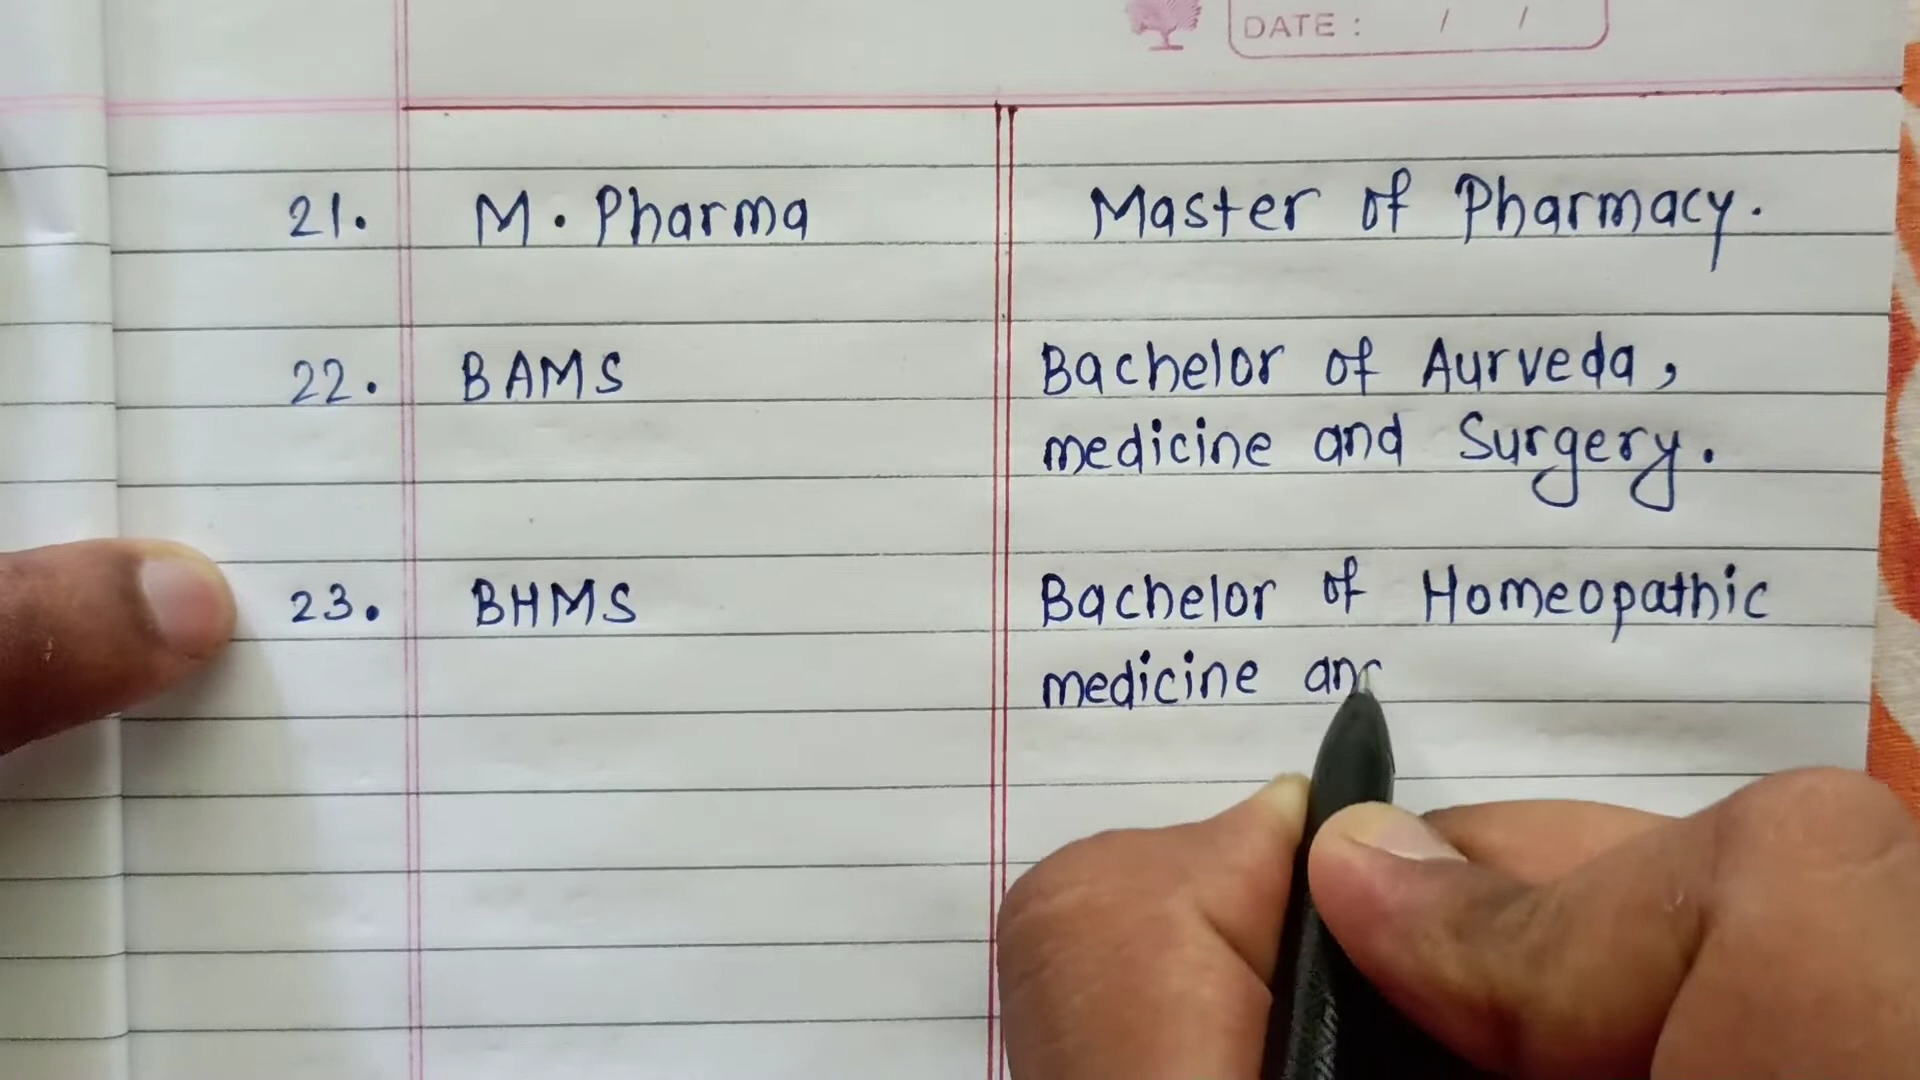 DATE : / /
21. M. Pharma Master of Pharmacy.
22. BAMS Bachelor of Aurveda,
medicine and Surgery.
23. BHMS Bachelor of Homeopathic
medicine an